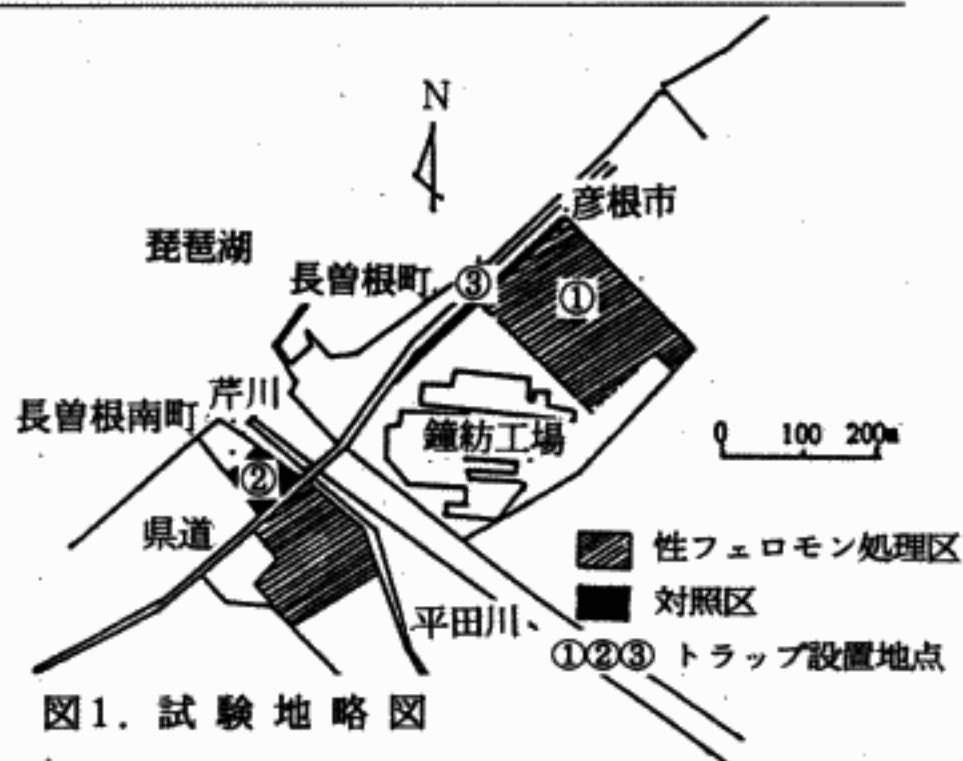 N
彦根市
琵琶湖
長曽根町
③
①
芹川
長曽根南町
鐘紡工場
②
0 100 200m
県道
性フェロモン処理区
対照区
平田川
①②③ トラップ設置地点
図1. 試験地略図